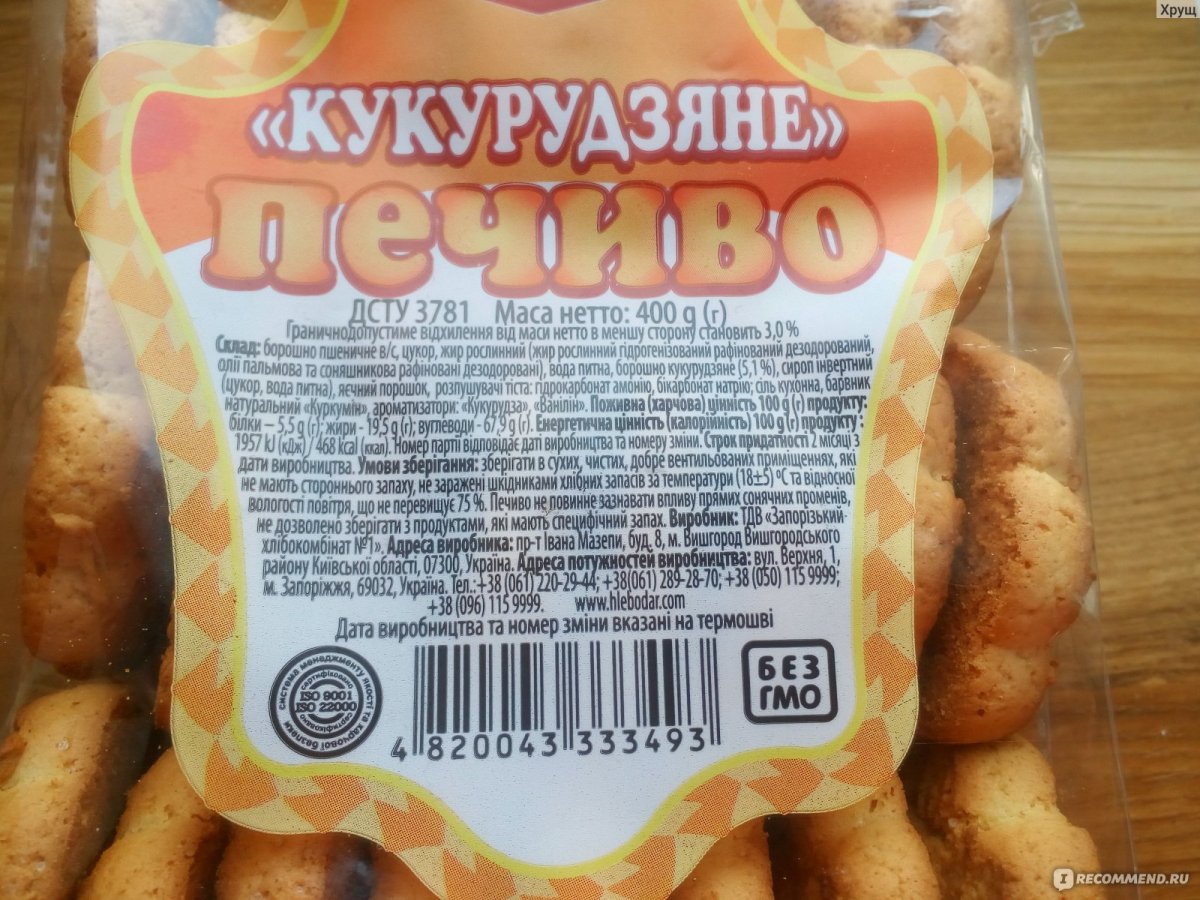 Хрущ
«КУКУРУДЗЯНЕ»
печиво
ДСТУ 3781 Маса нетто: 400 g (г)
Граничнодопустиме відхилення від маси нетто в меншу сторону становить 3,0 %
Склад: борошно пшеничне в/с, цукор, жир рослинний (жир рослинний гідрогенізований рафінований дезодорований,
олії пальмова та соняшникова рафіновані дезодоровані), вода питна, борошно кукурудзяне (5,1 %), сироп інвертний
(цукор, вода питна), яєчний порошок, розпушувачі тіста: гідрокарбонат амонію, бікарбонат натрію; сіль кухонна, барвник
натуральний «Куркумін», ароматизатори: «Кукурудза», «Ванілін». Поживна (харчова) цінність 100 g (г) продукту:
білки – 5,5 g (г); жири - 19,5 g (г); вуглеводи - 67,9 g (г). Енергетична цінність (калорійність) 100 g (г) продукту :
1957 kJ (кДж) / 468 kcal (ккал). Номер партії відповідає даті виробництва та номеру зміни. Строк придатності 2 місяці з
дати виробництва. Умови зберігання: зберігати в сухих, чистих, добре вентильованих приміщеннях, які
не мають стороннього запаху, не заражені шкідниками хлібних запасів за температури (18±5) °С та відносної
вологості повітря, що не перевищує 75 %. Печиво не повинне зазнавати впливу прямих сонячних променів,
не дозволено зберігати з продуктами, які мають специфічний запах. Виробник: ТДВ «Запорізький
хлібокомбінат №1». Адреса виробника: пр-т Івана Мазепи, буд. 8, м. Вишгород Вишгородського
району Київської області, 07300, Україна. Адреса потужностей виробництва: вул. Верхня, 1,
м. Запоріжжя, 69032, Україна. Тел.:+38 (061) 220-29-44; +38(061) 289-28-70; +38 (050) 115 9999;
+38 (096) 115 9999. www.hlebodar.com
Дата виробництва та номер зміни вказані на термошві
система менеджменту якості та харчової безпеки
сертифіковано
ISO 9001
ISO 22000
сертифіковано
БЕЗ
ГМО
4 820043 333493
IRECOMMEND.RU